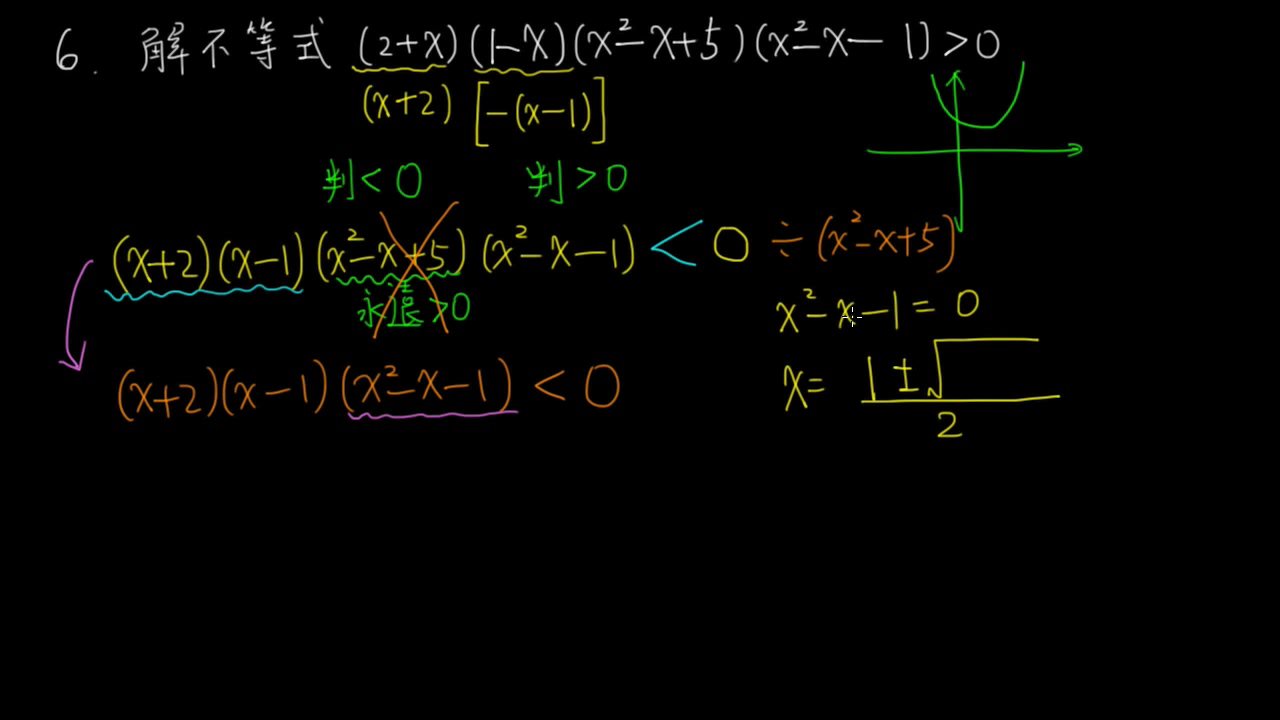 6. 解不等式 (2+x)(1-x)(x²-x+5)(x²-x-1)>0
(x+2)[-(x-1)]
判<0 判>0
(x+2)(x-1)(x²-x+5)(x²-x-1)<0 ÷(x²-x+5)
永遠>0
x²-x-1=0
(x+2)(x-1)(x²-x-1)<0
x= 1±√
2